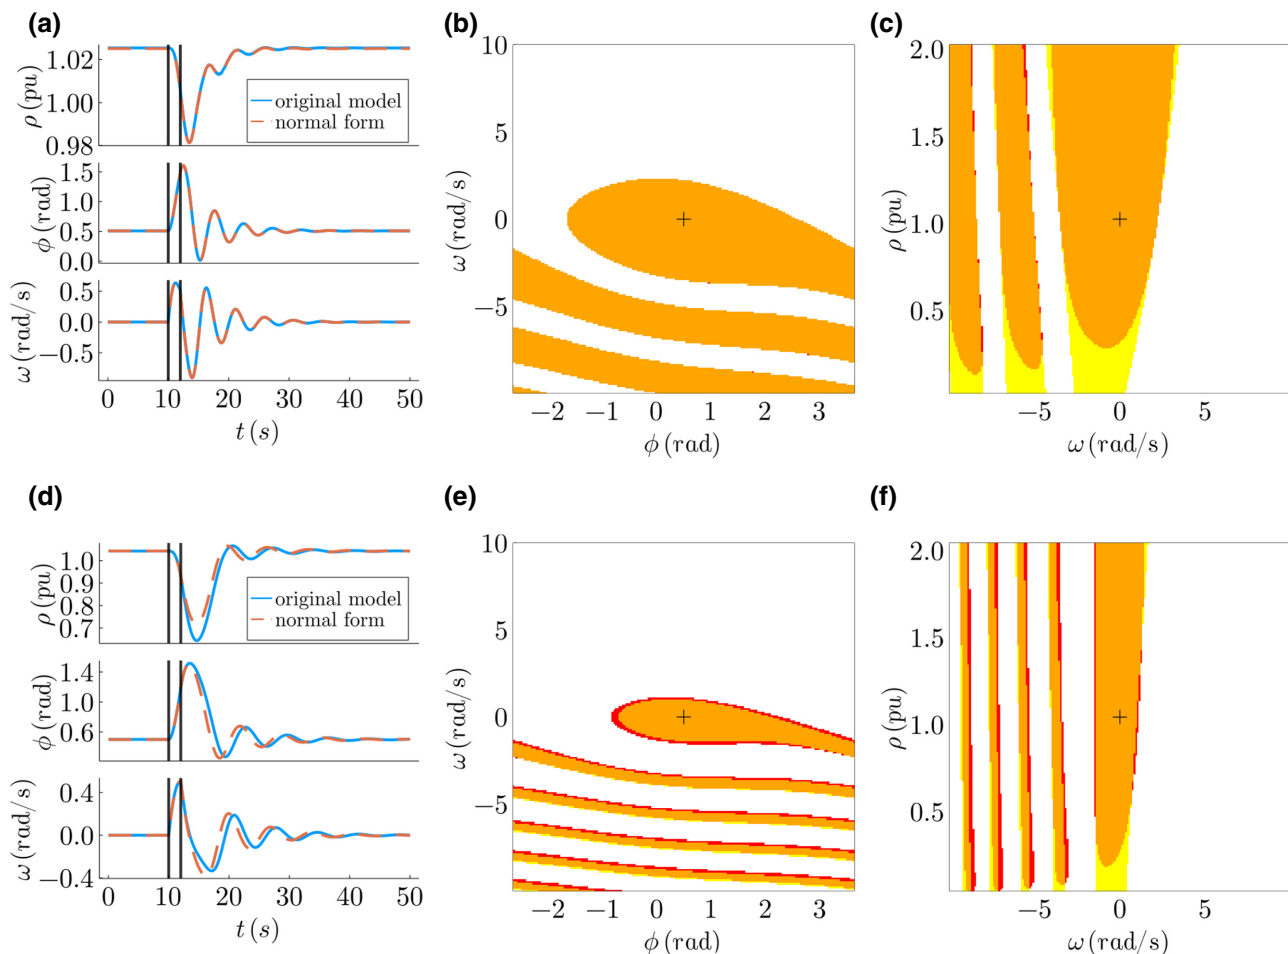 (a)
1.02
1.00
0.98
ρ (pu)
original model
normal form
1.5
1.0
0.5
0.0
ϕ (rad)
0.5
0.0
−0.5
ω (rad/s)
0 10 20 30 40 50
t (s)
(b)
10
5
0
−5
ω (rad/s)
−2 −1 0 1 2 3
ϕ (rad)
(c)
2.0
1.5
1.0
0.5
ρ (pu)
−5 0 5
ω (rad/s)
(d)
1.0
0.9
0.8
0.7
ρ (pu)
original model
normal form
1.4
1.0
0.6
ϕ (rad)
0.4
0.0
−0.4
ω (rad/s)
0 10 20 30 40 50
t (s)
(e)
10
5
0
−5
ω (rad/s)
−2 −1 0 1 2 3
ϕ (rad)
(f)
2.0
1.5
1.0
0.5
ρ (pu)
−5 0 5
ω (rad/s)